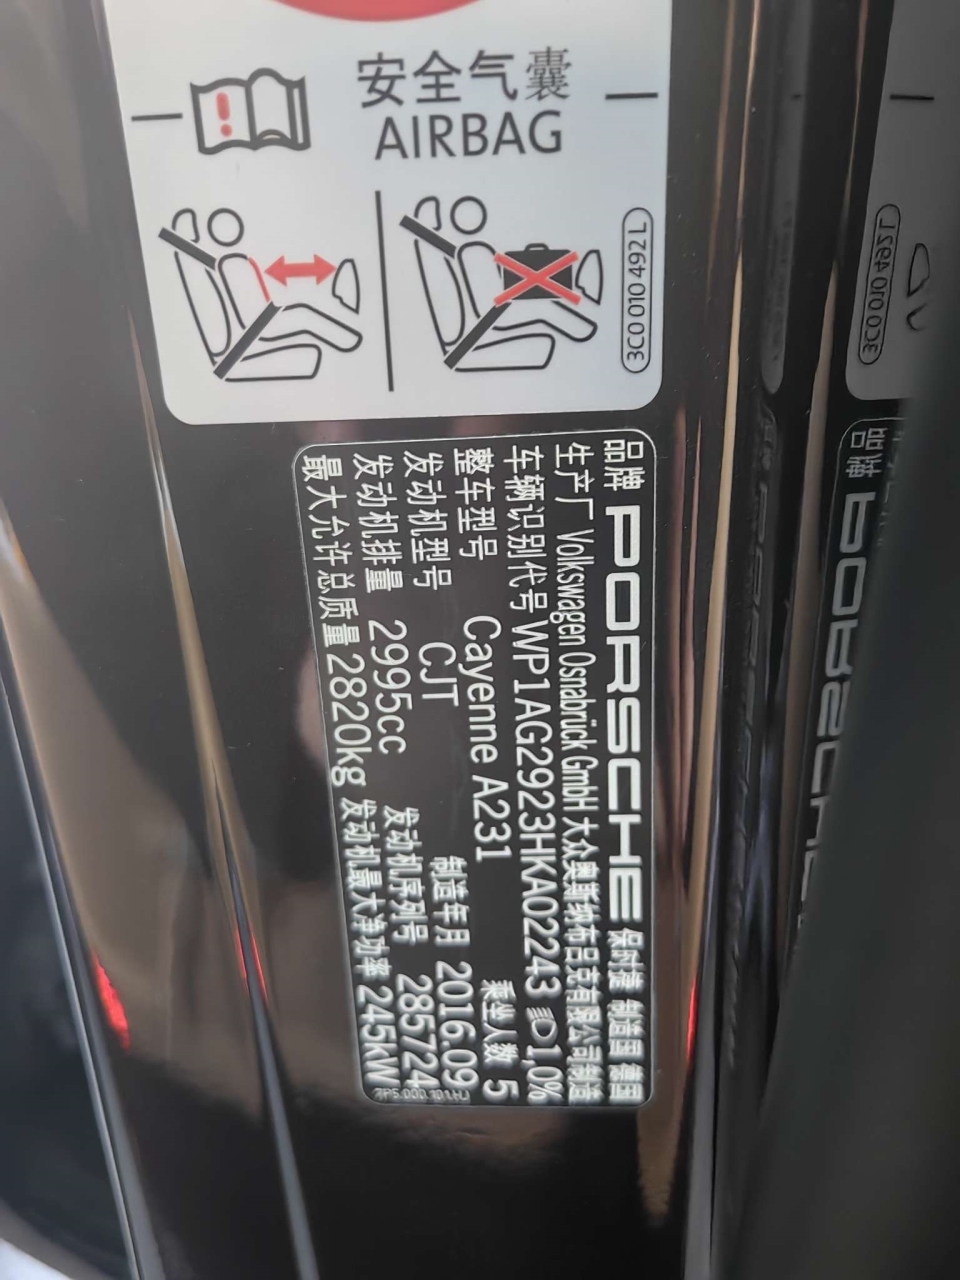 安全气囊
AIRBAG
3C0 010 492 L
品牌 PORSCHE 保时捷 制造国 德国
生产厂 Volkswagen Osnabrück GmbH 大众奥斯纳布吕克有限公司制造
车辆识别代号 WP1AG2923HKA02243 1,0%
整车型号 Cayenne A231 乘坐人数 5
发动机型号 CJT 制造年月 2016.09
发动机排量 2995cc 发动机序列号 285724
最大允许总质量 2820kg 发动机最大净功率 245kW